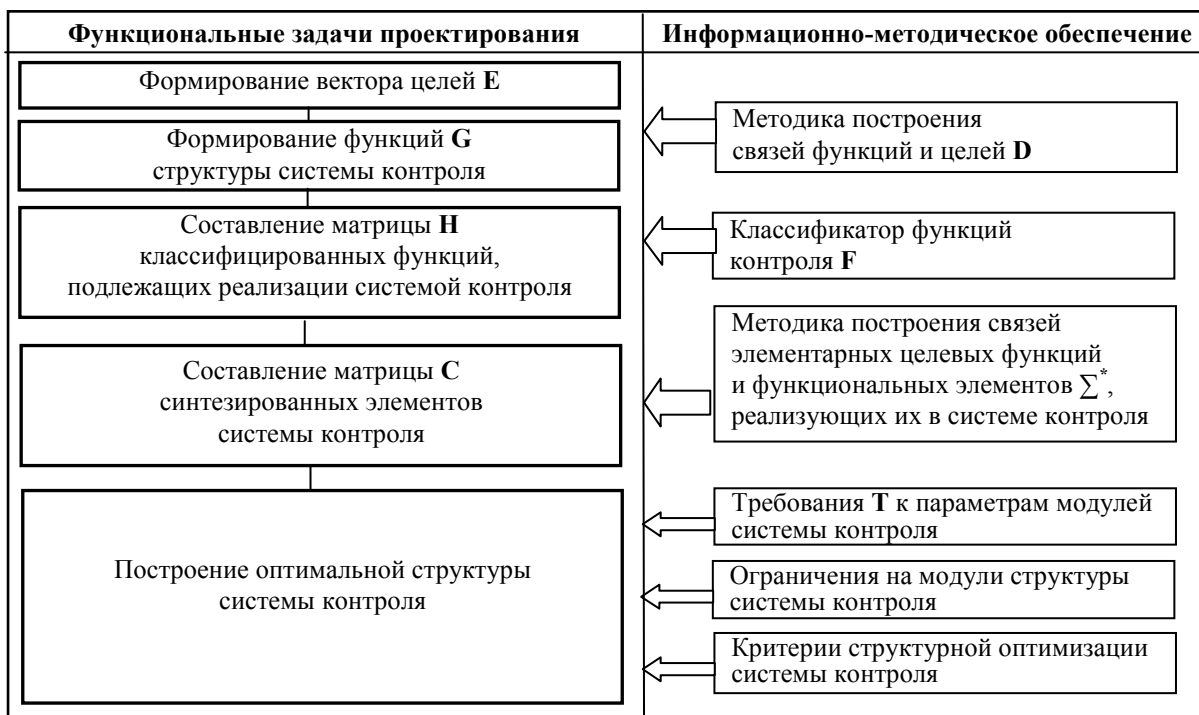 Функциональные задачи проектирования
Информационно-методическое обеспечение
Формирование вектора целей E
Формирование функций G
структуры системы контроля
Методика построения
связей функций и целей D
Составление матрицы H
классифицированных функций,
подлежащих реализации системой контроля
Классификатор функций
контроля F
Составление матрицы C
синтезированных элементов
системы контроля
Методика построения связей
элементарных целевых функций
и функциональных элементов ∑*,
реализующих их в системе контроля
Построение оптимальной структуры
системы контроля
Требования T к параметрам модулей
системы контроля
Ограничения на модули структуры
системы контроля
Критерии структурной оптимизации
системы контроля